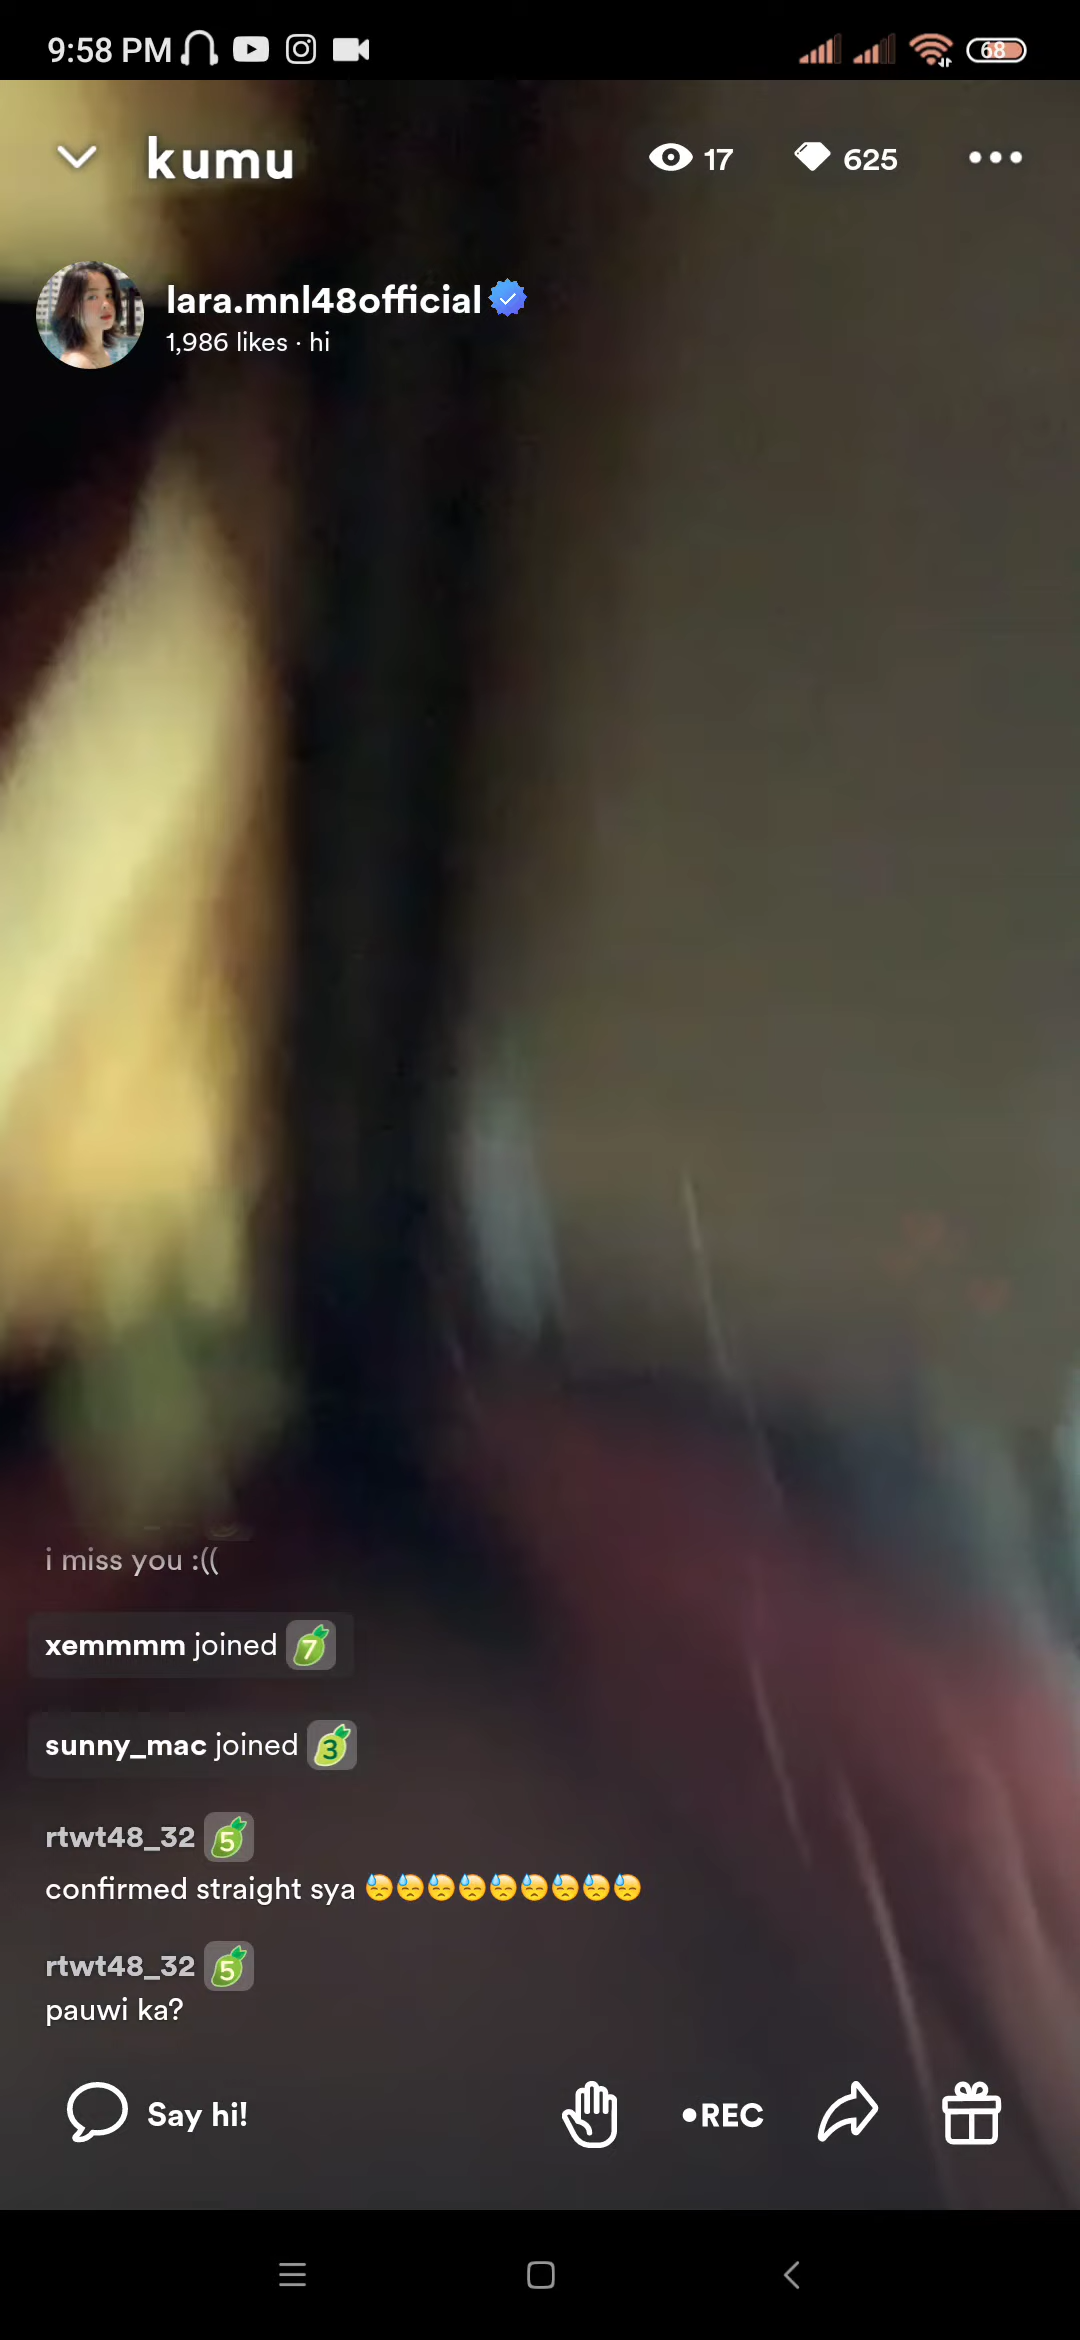 9:58 PM 68
kumu 17 625
lara.mnl48official
1,986 likes · hi
i miss you :((
xemmmm joined 7
sunny_mac joined 3
rtwt48_32 5
confirmed straight sya 😓😓😓😓😓😓😓😓😓
rtwt48_32 5
pauwi ka?
Say hi! •REC